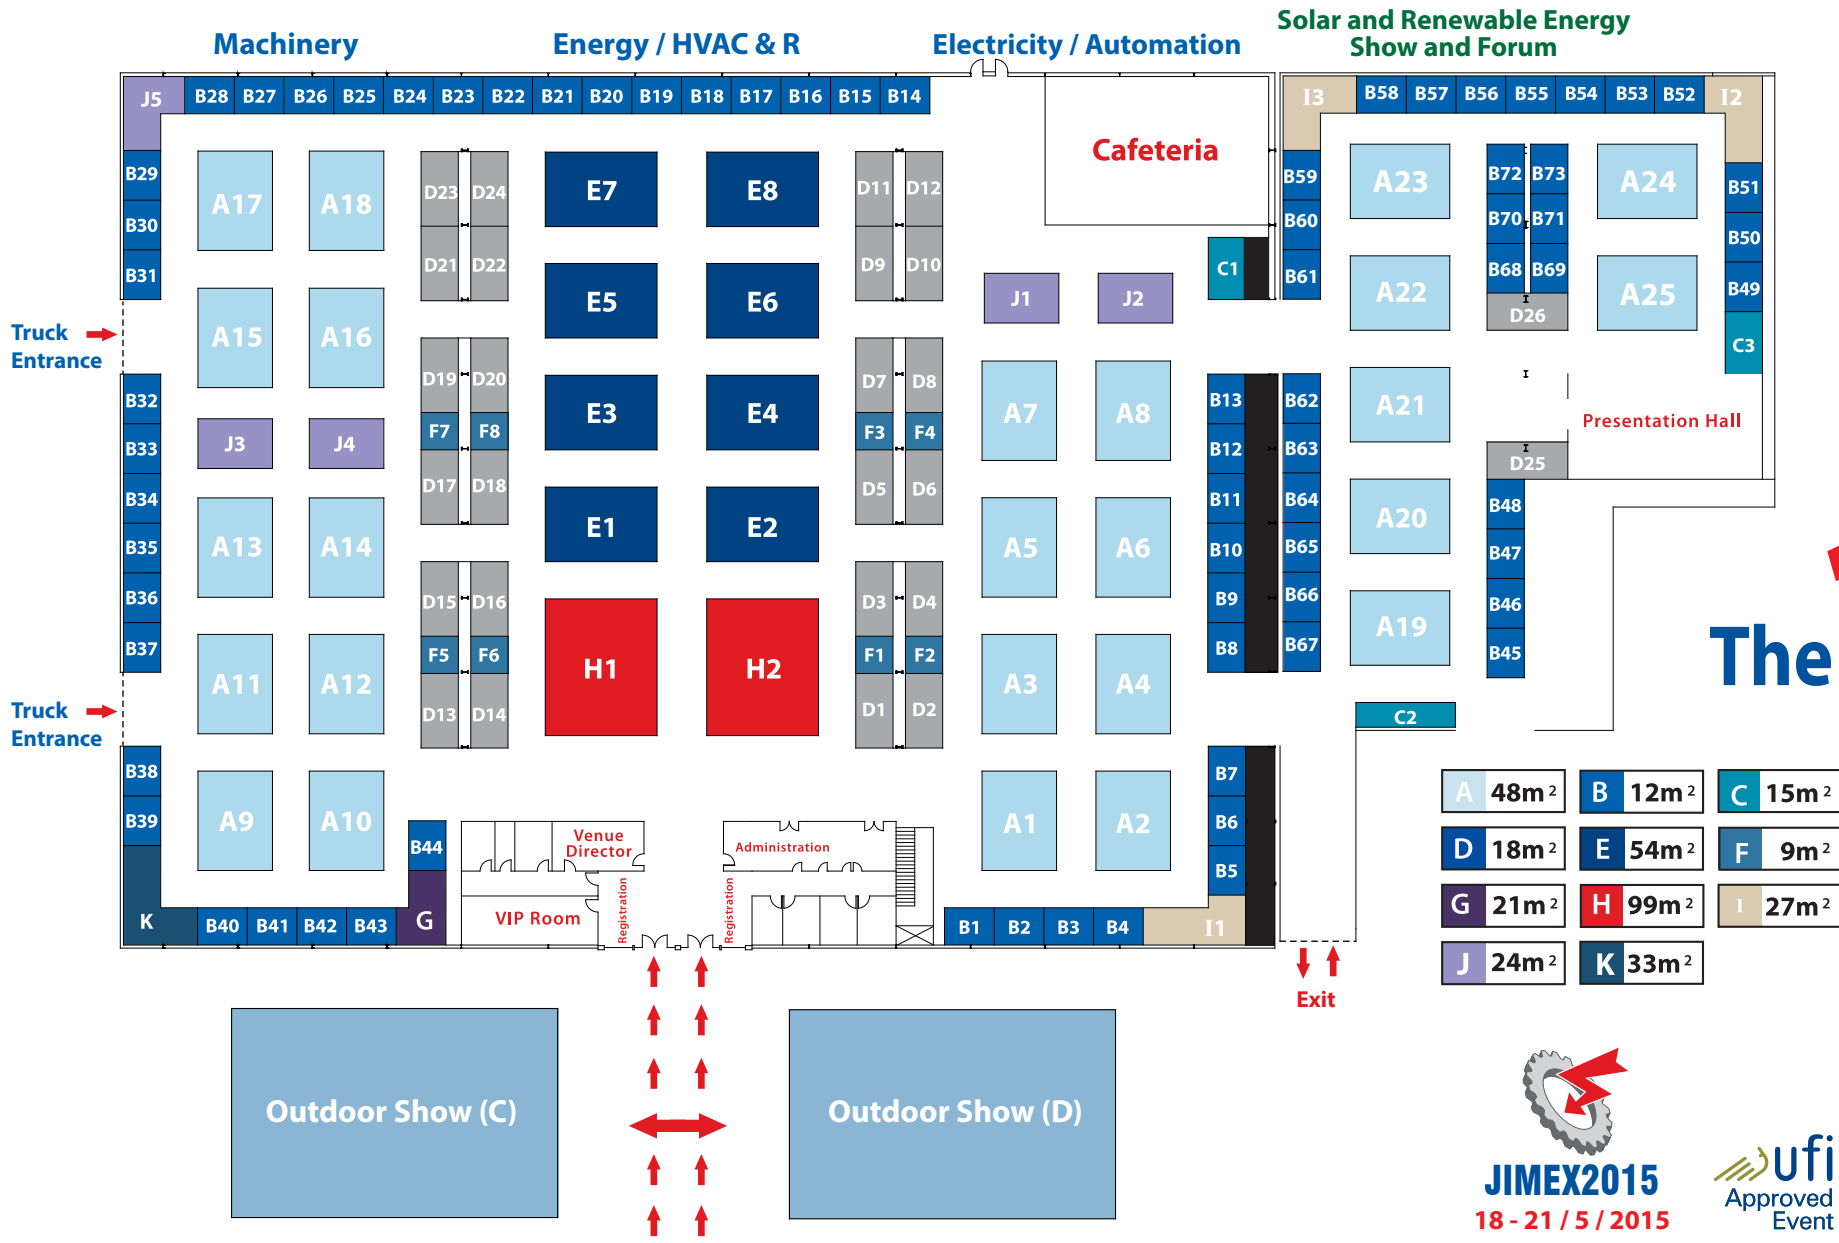 Solar and Renewable Energy
Show and Forum
Machinery
Energy / HVAC & R
Electricity / Automation
J5 B28 B27 B26 B25 B24 B23 B22 B21 B20 B19 B18 B17 B16 B15 B14
I3 B58 B57 B56 B55 B54 B53 B52 I2
Cafeteria
B29 A17 A18 D23 D24 E7 E8 D11 D12 B59 A23 B72 B73 A24 B51
B30 B60 B70 B71 B50
B31 D21 D22 D9 D10 C1 B61 B68 B69 B49
A15 A16 E5 E6 J1 J2 A22 D26 A25
Truck
Entrance
C3
D19 D20 D7 D8
B32 E3 E4 A7 A8 B13 B62 A21
Presentation Hall
B33 J3 J4 F7 F8 F3 F4 B12 B63 D25
B34 D17 D18 D5 D6 B11 B64 B48
B35 A13 A14 E1 E2 A5 A6 B10 B65 A20 B47
B36 D15 D16 D3 D4 B9 B66 B46
B37 F5 F6 H1 H2 F1 F2 B8 B67 A19 B45
The
A11 A12 A3 A4
Truck
Entrance
D13 D14 D1 D2 C2
B38 B7
B39 A9 A10 B44 A1 A2 B6
Venue
Director
Administration
B5
K B40 B41 B42 B43 G
VIP Room
Registration
Registration
B1 B2 B3 B4 I1
A 48m² B 12m² C 15m²
D 18m² E 54m² F 9m²
G 21m² H 99m² I 27m²
J 24m² K 33m²
Exit
Outdoor Show (C)
Outdoor Show (D)
JIMEX2015
18 - 21 / 5 / 2015
ufi
Approved
Event